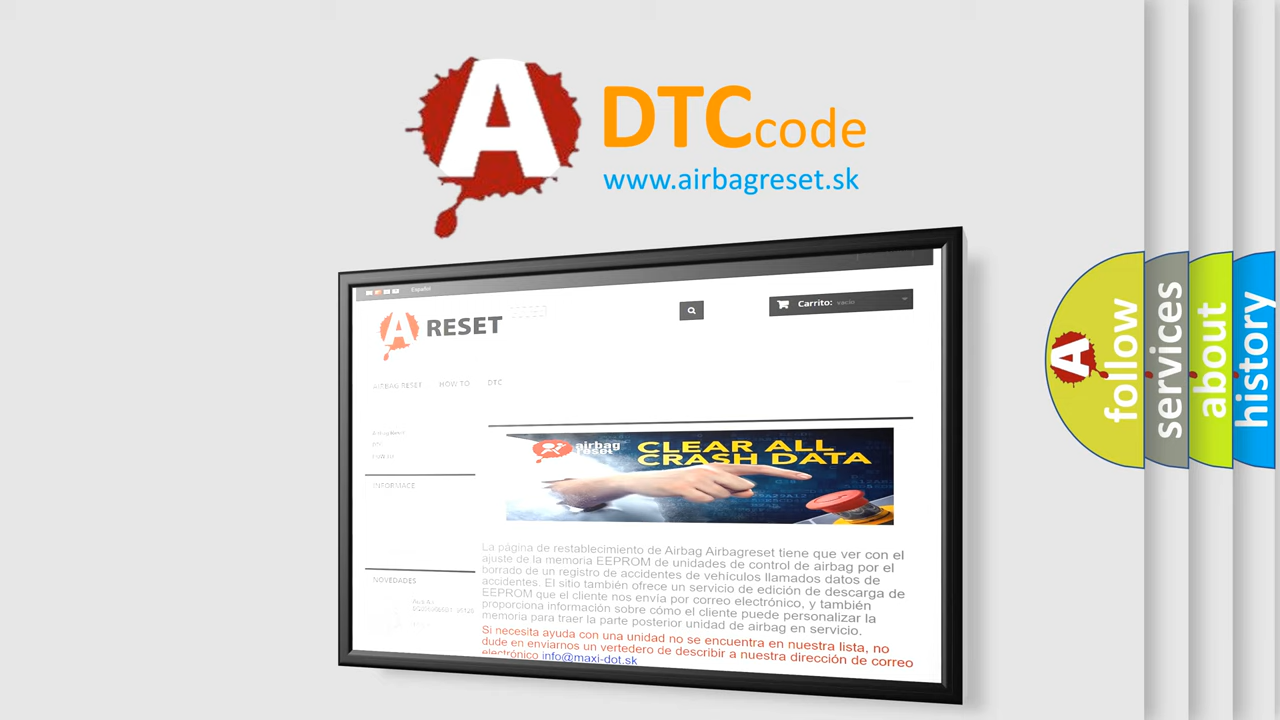 A
DTC code
www.airbagreset.sk
Español
A RESET
Carrito: vacío
AIRBAG RESET HOW TO DTC
Airbag Reset
INFORMACE
NOVEDADES
airbag
reset
CLEAR ALL
CRASH DATA
La página de restablecimiento de Airbag Airbagreset tiene que ver con el
ajuste de la memoria EEPROM de unidades de control de airbag por el
borrado de un registro de accidentes de vehículos llamados datos de
accidentes. El sitio también ofrece un servicio de edición de descarga de
EEPROM que el cliente nos envía por correo electrónico, y también
proporciona información sobre cómo el cliente puede personalizar la
memoria para traer la parte posterior unidad de airbag en servicio.
Si necesita ayuda con una unidad no se encuentra en nuestra lista, no
dude en enviarnos un vertedero de describir a nuestra dirección de correo
electrónico info@maxi-dot.sk
A
follow
services
about
history